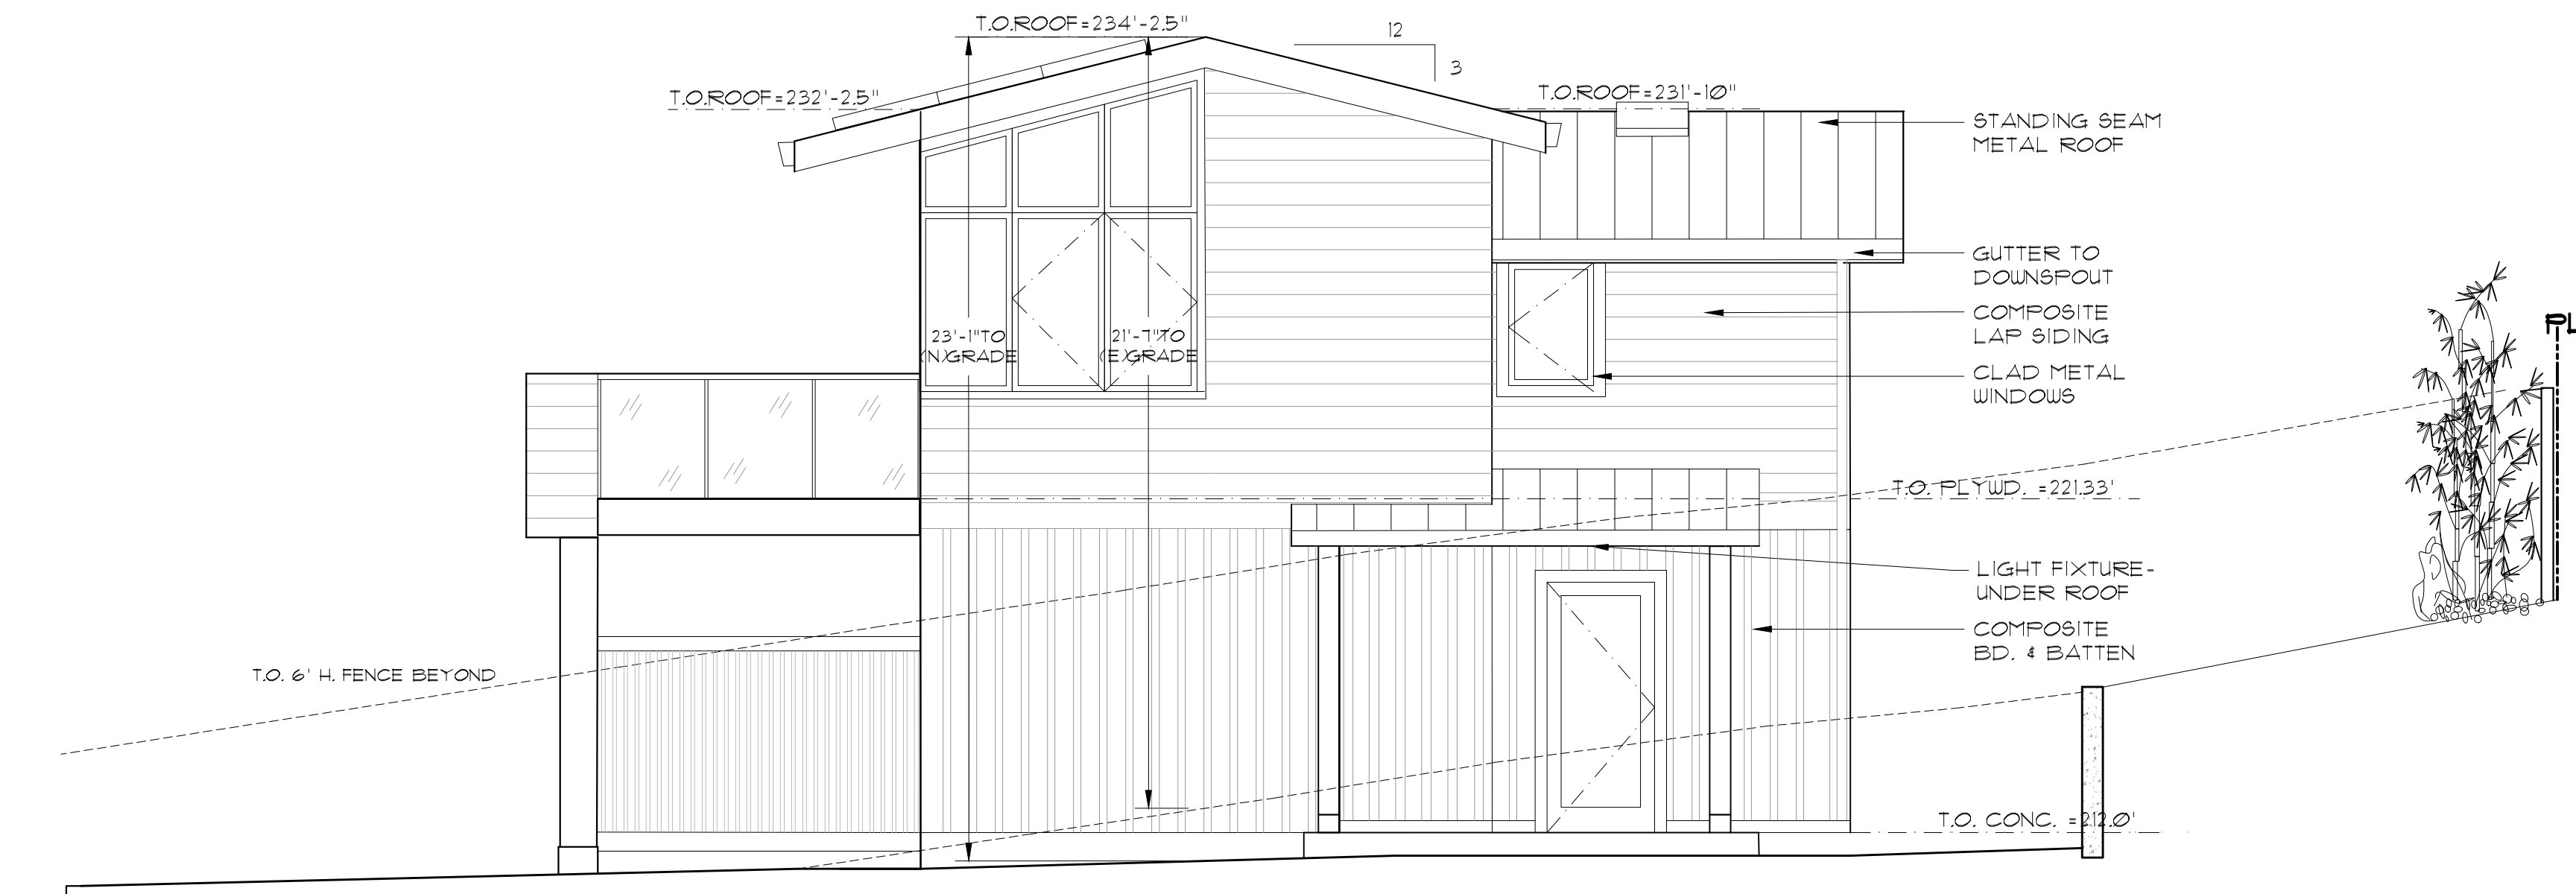 T.O.ROOF=234'-2.5"
12
3
T.O.ROOF=232'-2.5"
T.O.ROOF=231'-10"
STANDING SEAM
METAL ROOF
GUTTER TO
DOWNSPOUT
COMPOSITE
LAP SIDING
PL
23'-1"TO
(N)GRADE
21'-7"TO
(E)GRADE
CLAD METAL
WINDOWS
T.O. PLYWD. =221.33'
LIGHT FIXTURE-
UNDER ROOF
COMPOSITE
BD. & BATTEN
T.O. 6' H. FENCE BEYOND
T.O. CONC. =212.0'